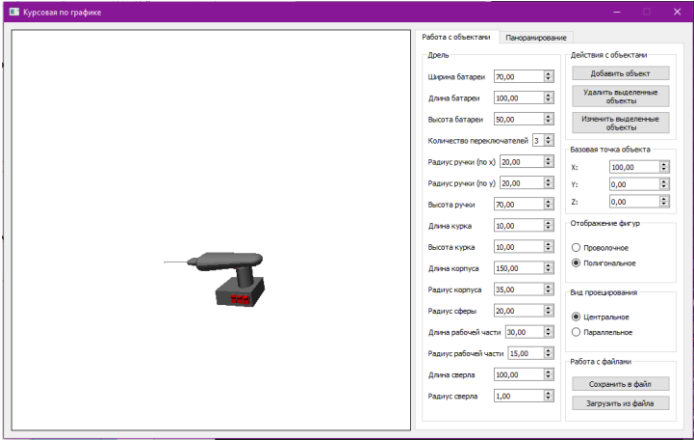 Курсовая по графике
Работа с объектами
Панорамирование
Дрель
Ширина батареи 70,00
Длина батареи 100,00
Высота батареи 50,00
Количество переключателей 3
Радиус ручки (по x) 20,00
Радиус ручки (по y) 20,00
Высота ручки 70,00
Длина курка 10,00
Высота курка 10,00
Длина корпуса 150,00
Радиус корпуса 35,00
Радиус сферы 20,00
Длина рабочей части 30,00
Радиус рабочей части 15,00
Длина сверла 100,00
Радиус сверла 1,00
Действия с объектами
Добавить объект
Удалить выделенные
объекты
Изменить выделенные
объекты
Базовая точка объекта
X: 100,00
Y: 0,00
Z: 0,00
Отображение фигур
Проволочное
Полигональное
Вид проецирования
Центральное
Параллельное
Работа с файлами
Сохранить в файл
Загрузить из файла